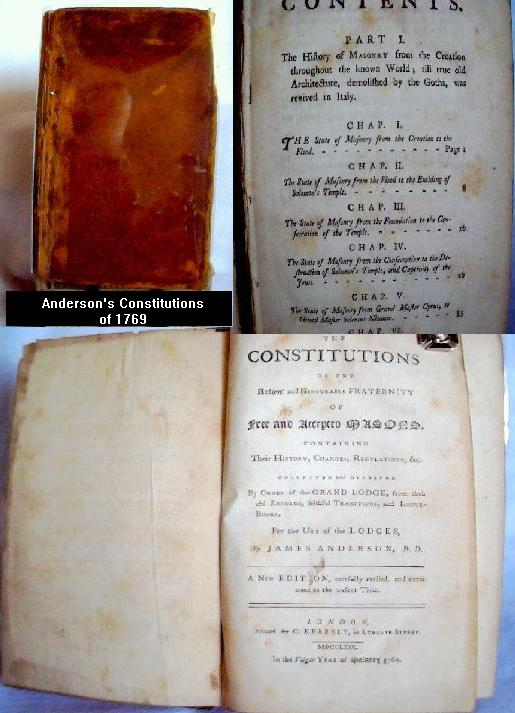 Anderson's Constitutions
of 1769
CONTENTS.
PART I.
The History of MASONRY from the Creation
throughout the known World; till true old
Architecture, demolished by the Goths, was
revived in Italy.
CHAP. I.
THE State of Masonry from the Creation to the
Flood. - - - - - - - - - - Page 1
CHAP. II.
The State of Masonry from the Flood to the Building of
Solomon's Temple. - - - - - - - - - 8
CHAP. III.
The State of Masonry from the Foundation to the Con-
secration of the Temple. - - - - - - - - 16
CHAP. IV.
The State of Masonry from the Consecration to the De-
struction of Solomon's Temple, and Captivity of the
Jews. - - - - - - - - - -
CHAP. V.
The State of Masonry from Grand Master Cyrus, to
Grand Master - - - -
CHAP. VI.
THE
CONSTITUTIONS
OF THE
Antient and Honourable FRATERNITY
OF
Free and Accepted MASONS.
CONTAINING
Their HISTORY, CHARGES, REGULATIONS, &c.
COLLECTED and DIGESTED
By ORDER of the GRAND LODGE, from their
old RECORDS, faithful TRADITIONS, and LODGE-
BOOKS.
For the USE of the LODGES,
By JAMES ANDERSON, D.D.
A NEW EDITION, carefully revised, and conti-
nued to the present Time.
LONDON,
Printed for G. KEARSLY, in LUDGATE STREET.
MDCCLXIX.
In the Vulgar YEAR of MASONRY 5769.